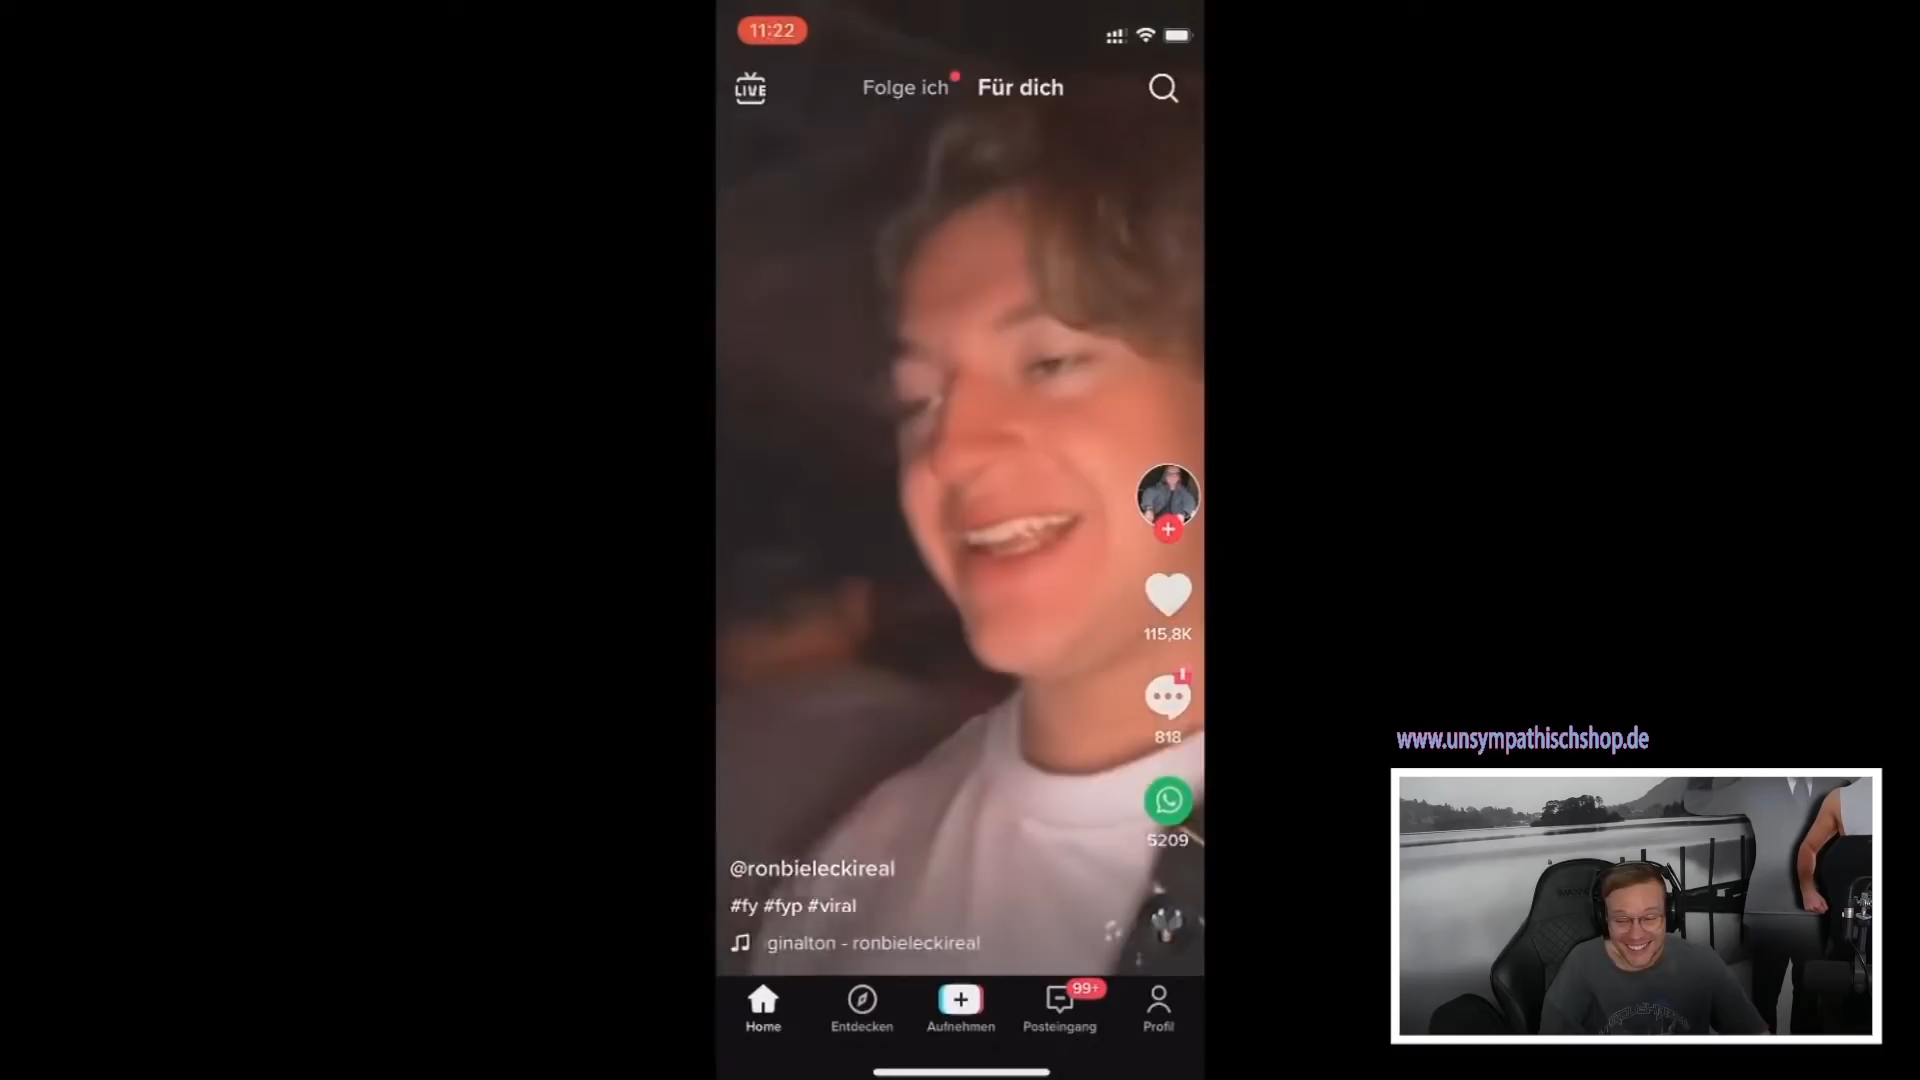 11:22
LIVE
Folge ich
Für dich
115,8K
818
5209
@ronbieleckireal
#fy #fyp #viral
ginalton - ronbieleckireal
99+
Home
Entdecken
Aufnehmen
Posteingang
Profil
www.unsympathischshop.de